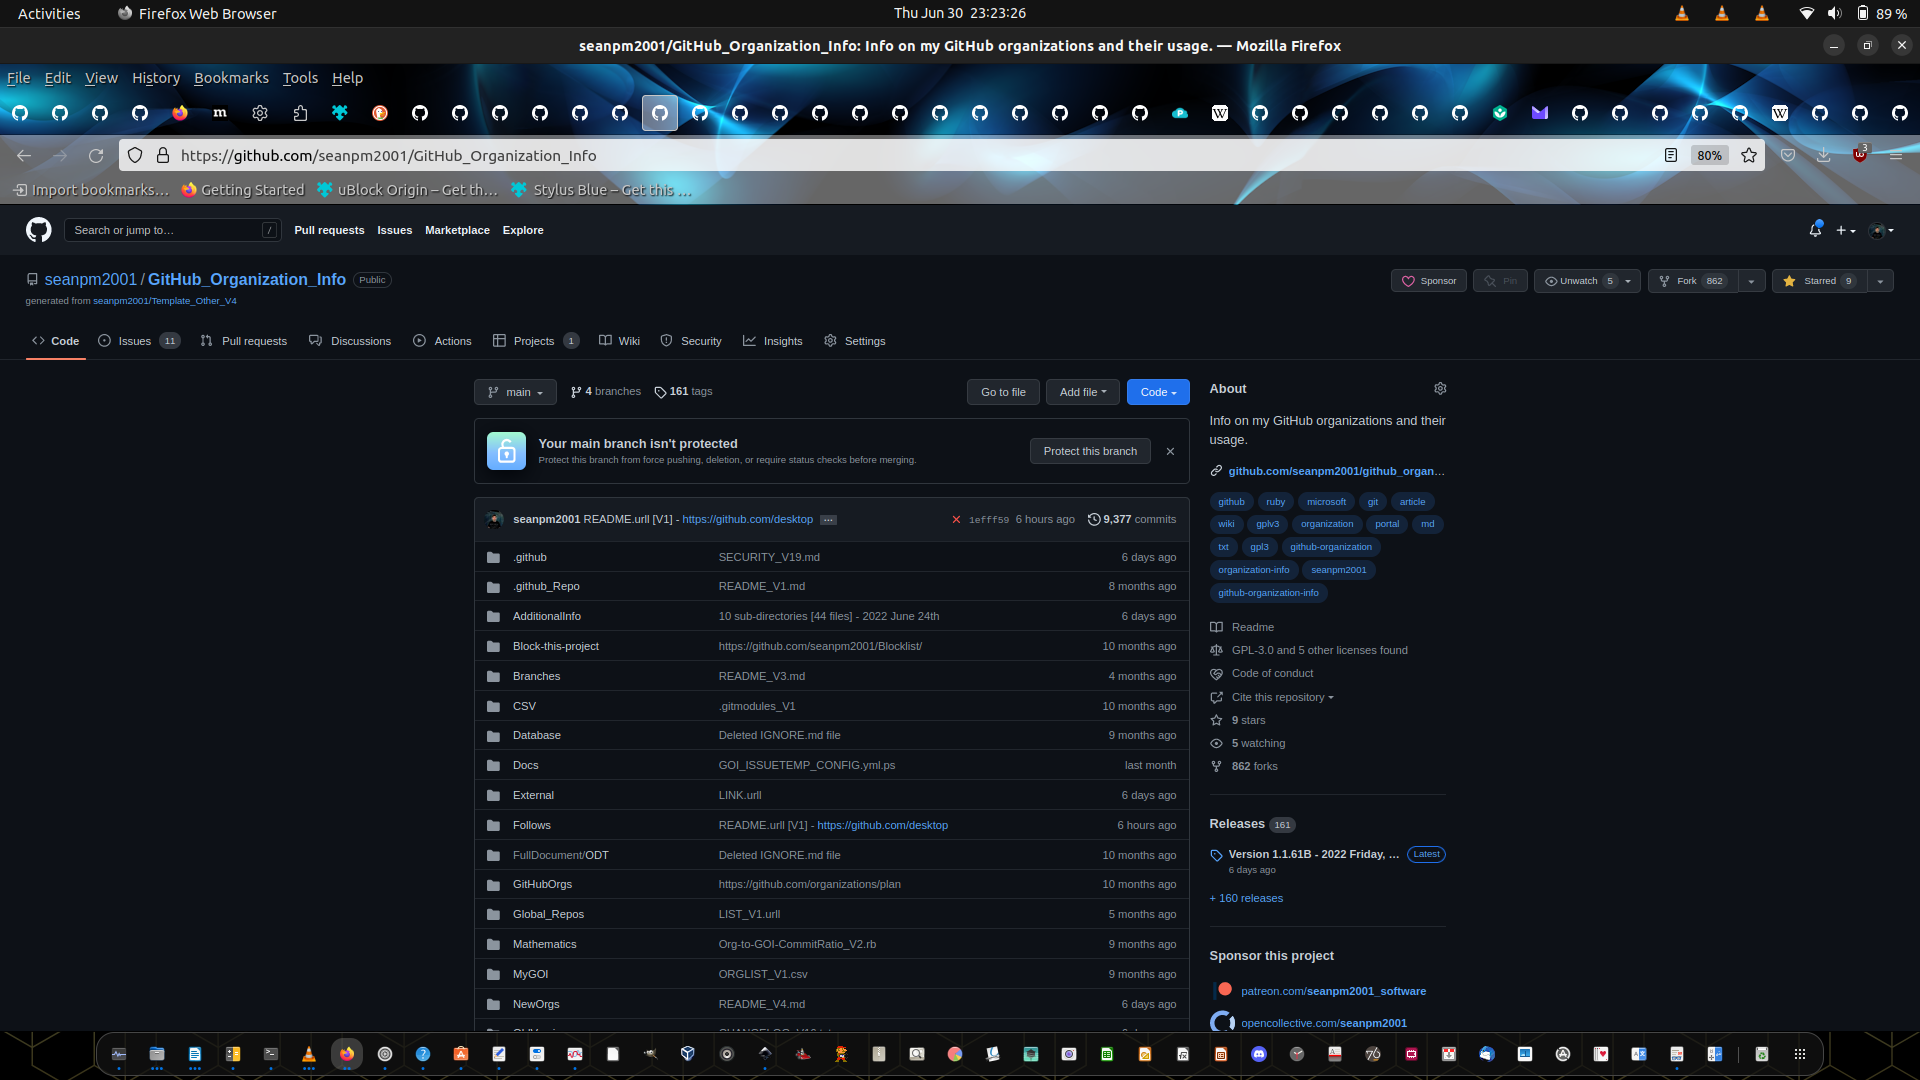 Activities Firefox Web Browser Thu Jun 30 23:23:26 89 %
seanpm2001/GitHub_Organization_Info: Info on my GitHub organizations and their usage. — Mozilla Firefox
File Edit View History Bookmarks Tools Help
https://github.com/seanpm2001/GitHub_Organization_Info 80% 3
Import bookmarks… Getting Started uBlock Origin – Get th… Stylus Blue – Get this …
Search or jump to… / Pull requests Issues Marketplace Explore
seanpm2001 / GitHub_Organization_Info Public Sponsor Pin Unwatch 5 Fork 862 Starred 9
generated from seanpm2001/Template_Other_V4
Code Issues 11 Pull requests Discussions Actions Projects 1 Wiki Security Insights Settings
main 4 branches 161 tags Go to file Add file Code
Your main branch isn't protected
Protect this branch from force pushing, deletion, or require status checks before merging.
Protect this branch
seanpm2001 README.urll [V1] - https://github.com/desktop … 1efff59 6 hours ago 9,377 commits
.github SECURITY_V19.md 6 days ago
.github_Repo README_V1.md 8 months ago
AdditionalInfo 10 sub-directories [44 files] - 2022 June 24th 6 days ago
Block-this-project https://github.com/seanpm2001/Blocklist/ 10 months ago
Branches README_V3.md 4 months ago
CSV .gitmodules_V1 10 months ago
Database Deleted IGNORE.md file 9 months ago
Docs GOI_ISSUETEMP_CONFIG.yml.ps last month
External LINK.urll 6 days ago
Follows README.urll [V1] - https://github.com/desktop 6 hours ago
FullDocument/ODT Deleted IGNORE.md file 10 months ago
GitHubOrgs https://github.com/organizations/plan 10 months ago
Global_Repos LIST_V1.urll 5 months ago
Mathematics Org-to-GOI-CommitRatio_V2.rb 9 months ago
MyGOI ORGLIST_V1.csv 9 months ago
NewOrgs README_V4.md 6 days ago
About
Info on my GitHub organizations and their
usage.
github.com/seanpm2001/github_organ…
github ruby microsoft git article
wiki gplv3 organization portal md
txt gpl3 github-organization
organization-info seanpm2001
github-organization-info
Readme
GPL-3.0 and 5 other licenses found
Code of conduct
Cite this repository
9 stars
5 watching
862 forks
Releases 161
Version 1.1.61B - 2022 Friday, … Latest
6 days ago
+ 160 releases
Sponsor this project
patreon.com/seanpm2001_software
opencollective.com/seanpm2001